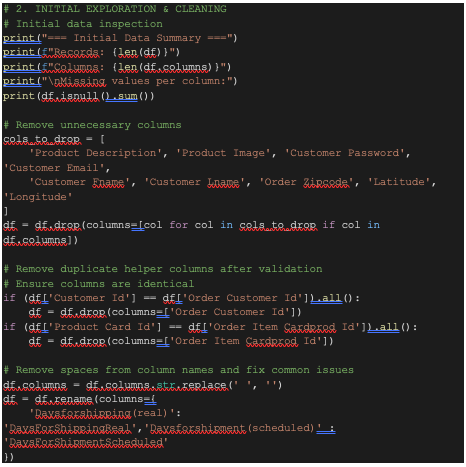 # 2. INITIAL EXPLORATION & CLEANING
# Initial data inspection
print("=== Initial Data Summary ===")
print(f"Records: {len(df)}")
print(f"Columns: {len(df.columns)}")
print("\nMissing values per column:")
print(df.isnull().sum())

# Remove unnecessary columns
cols_to_drop = [
    'Product Description', 'Product Image', 'Customer Password',
'Customer Email',
    'Customer Fname', 'Customer Lname', 'Order Zipcode', 'Latitude',
'Longitude'
]
df = df.drop(columns=[col for col in cols_to_drop if col in
df.columns])

# Remove duplicate helper columns after validation
# Ensure columns are identical
if (df['Customer Id'] == df['Order Customer Id']).all():
    df = df.drop(columns=['Order Customer Id'])
if (df['Product Card Id'] == df['Order Item Cardprod Id']).all():
    df = df.drop(columns=['Order Item Cardprod Id'])

# Remove spaces from column names and fix common issues
df.columns = df.columns.str.replace(' ', '')
df = df.rename(columns={
    'Daysforshipping(real)':
'DaysForShippingReal','Daysforshipment(scheduled)' :
'DaysForShipmentScheduled'
})